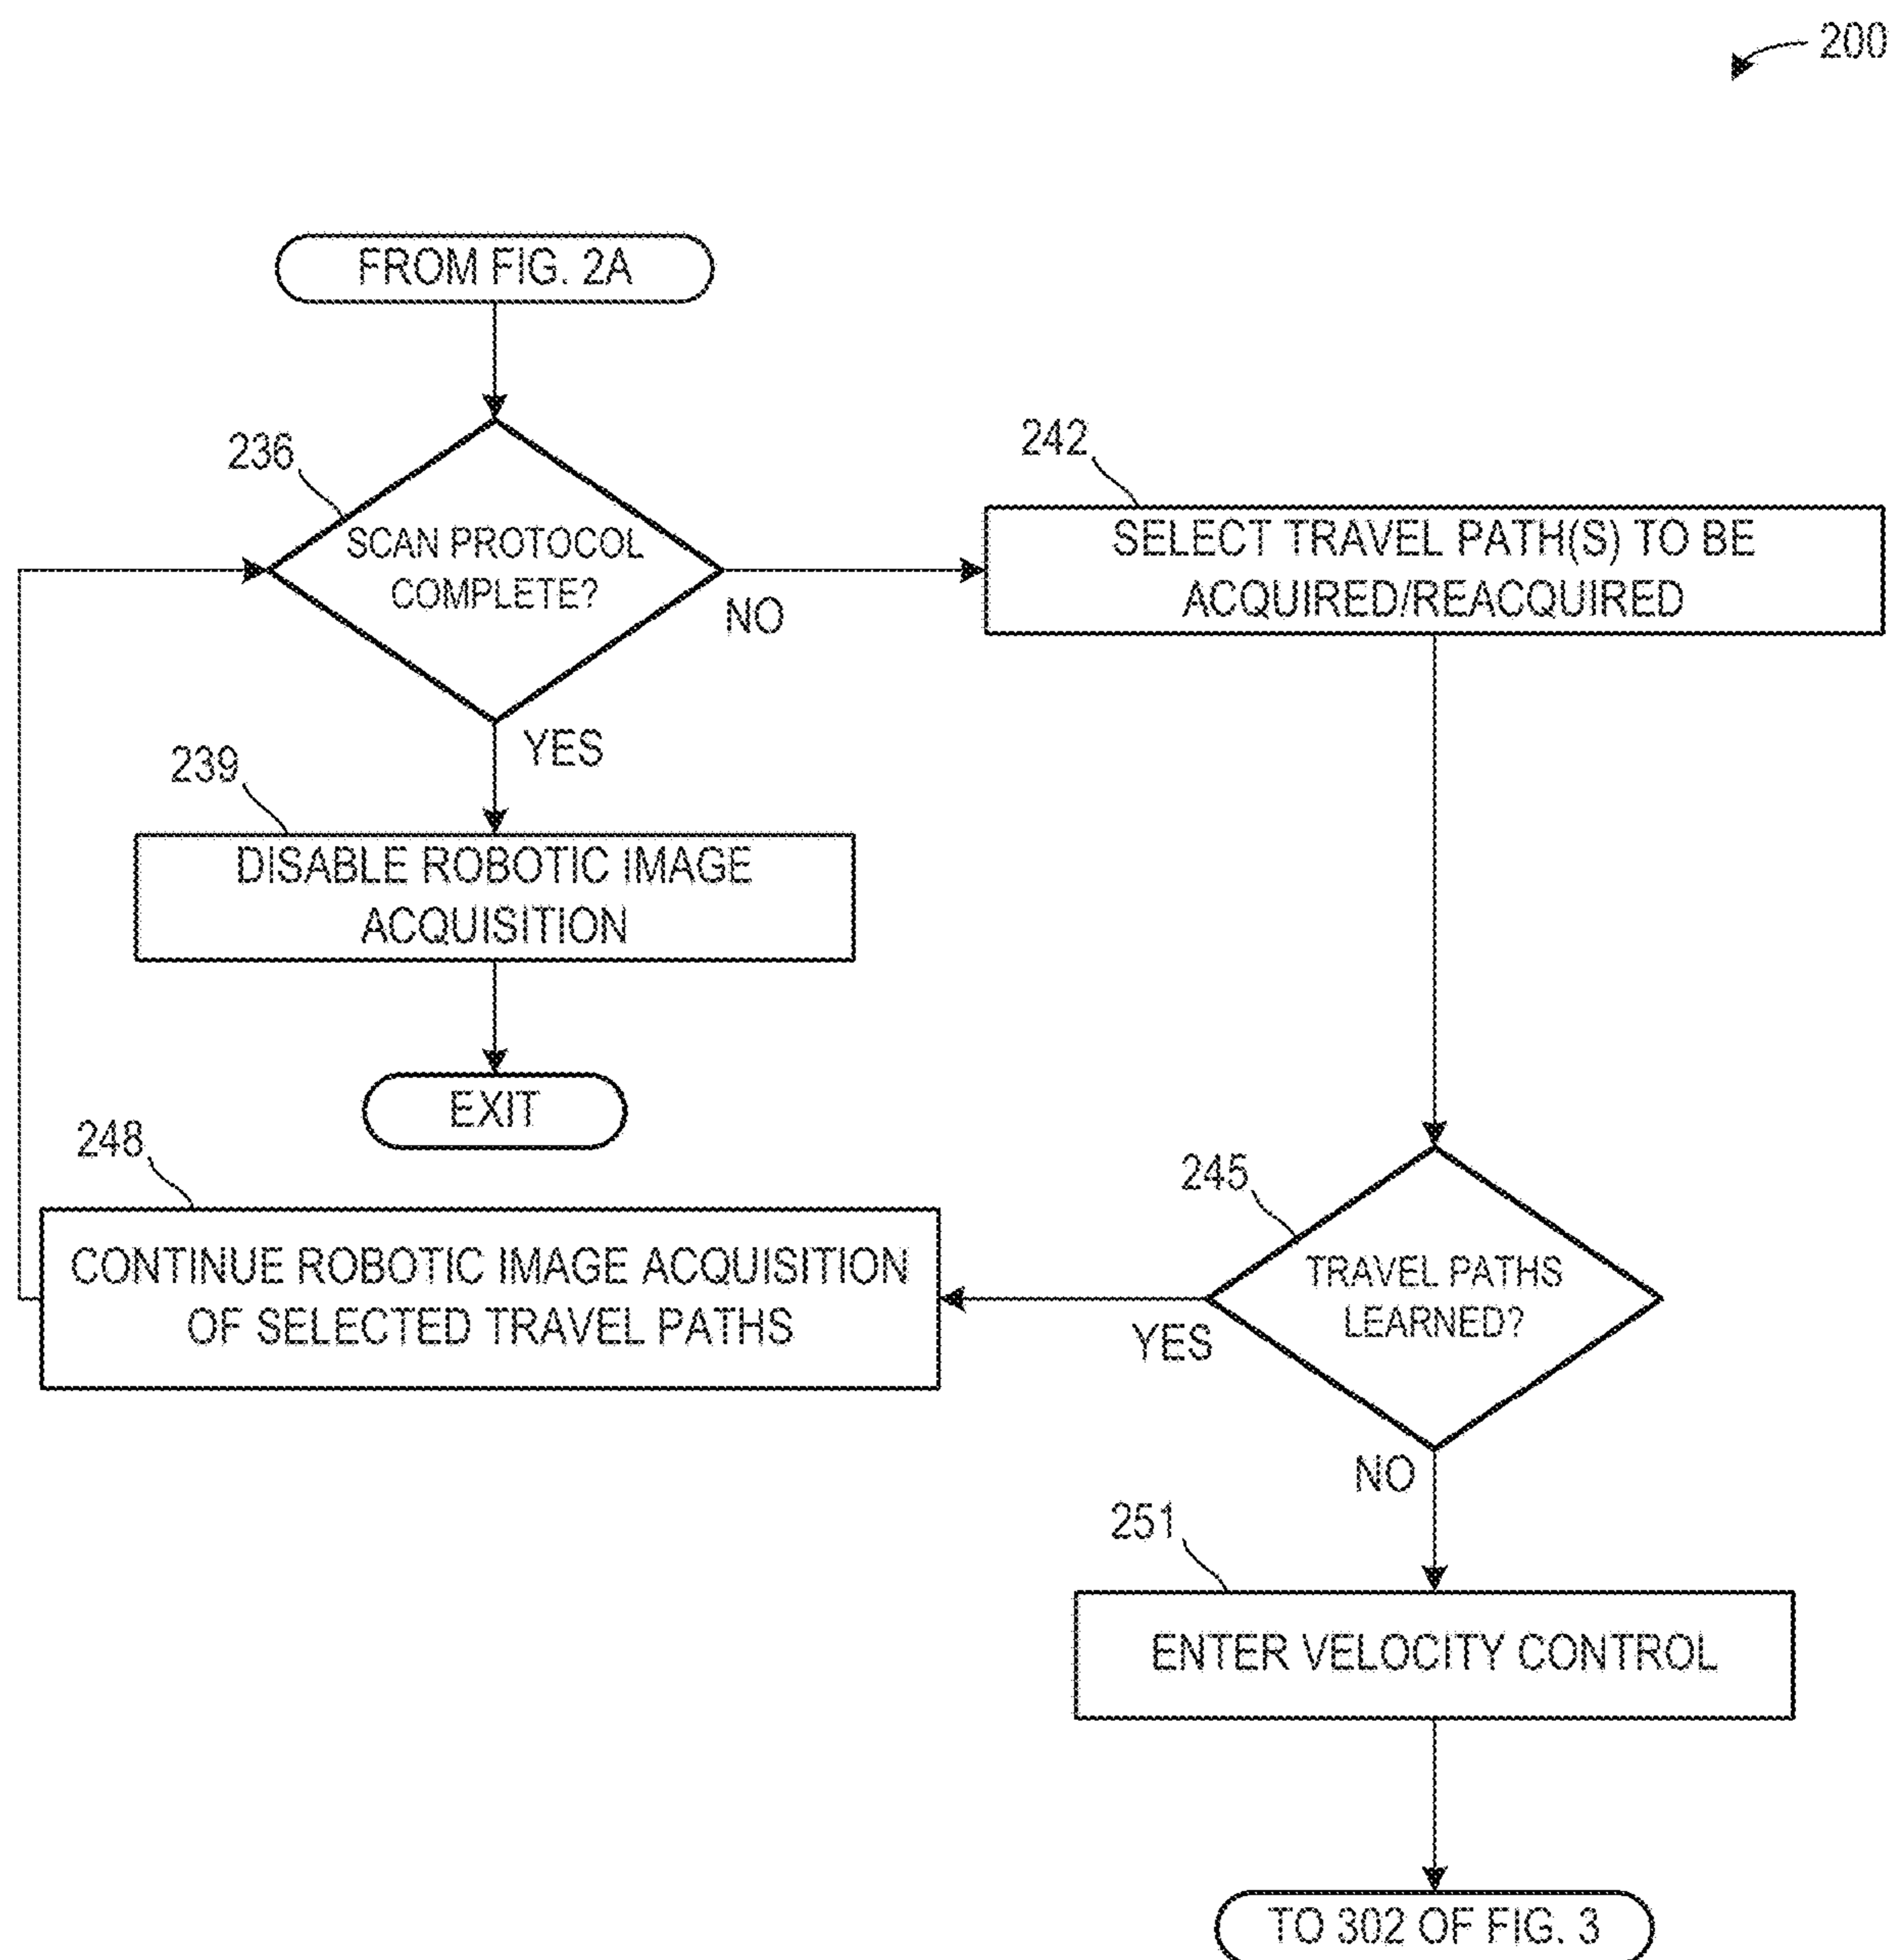 200
FROM FIG. 2A
236
SCAN PROTOCOL
COMPLETE?
NO
YES
242
SELECT TRAVEL PATH(S) TO BE
ACQUIRED/REACQUIRED
239
DISABLE ROBOTIC IMAGE
ACQUISITION
EXIT
248
CONTINUE ROBOTIC IMAGE ACQUISITION
OF SELECTED TRAVEL PATHS
245
TRAVEL PATHS
LEARNED?
YES
NO
251
ENTER VELOCITY CONTROL
TO 302 OF FIG. 3